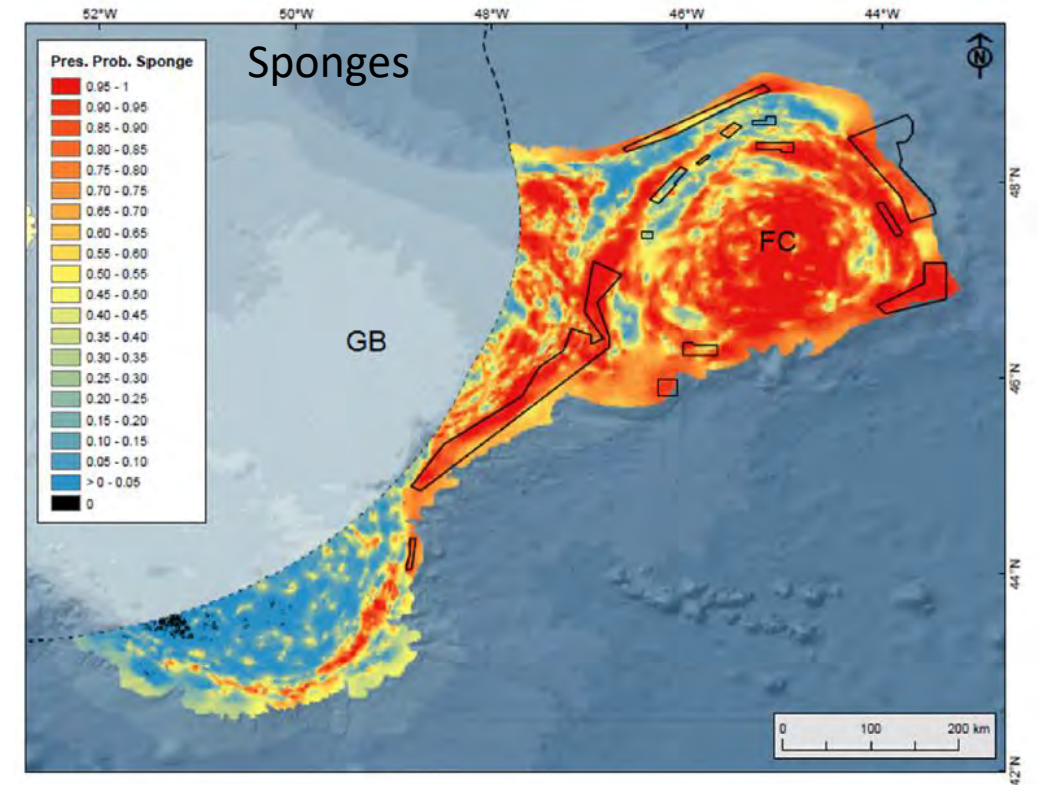 52°W 50°W 48°W 46°W 44°W
Sponges
N
Pres. Prob. Sponge
0.95 - 1
0.90 - 0.95
0.85 - 0.90
0.80 - 0.85
0.75 - 0.80
0.70 - 0.75
0.65 - 0.70
0.60 - 0.65
0.55 - 0.60
0.50 - 0.55
0.45 - 0.50
0.40 - 0.45
0.35 - 0.40
0.30 - 0.35
0.25 - 0.30
0.20 - 0.25
0.15 - 0.20
0.10 - 0.15
0.05 - 0.10
> 0 - 0.05
0
48°N
FC
GB
46°N
44°N
0 100 200 km
42°N